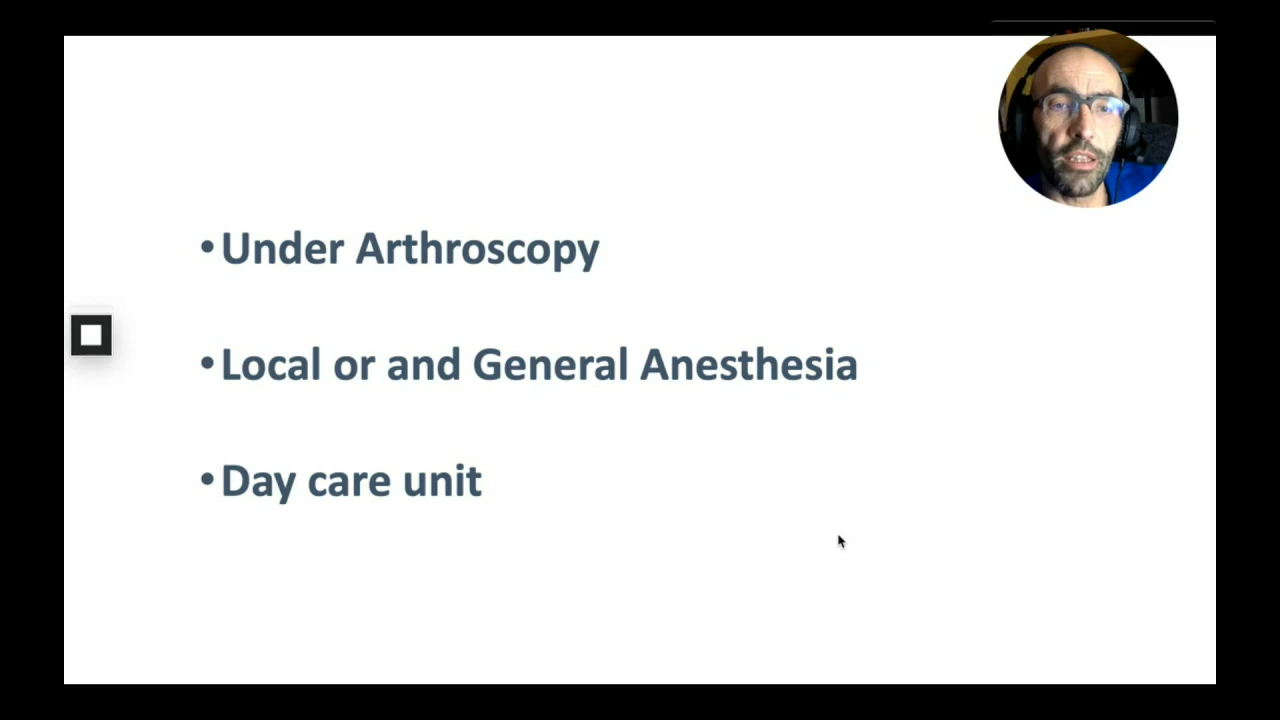 •Under Arthroscopy
•Local or and General Anesthesia
•Day care unit